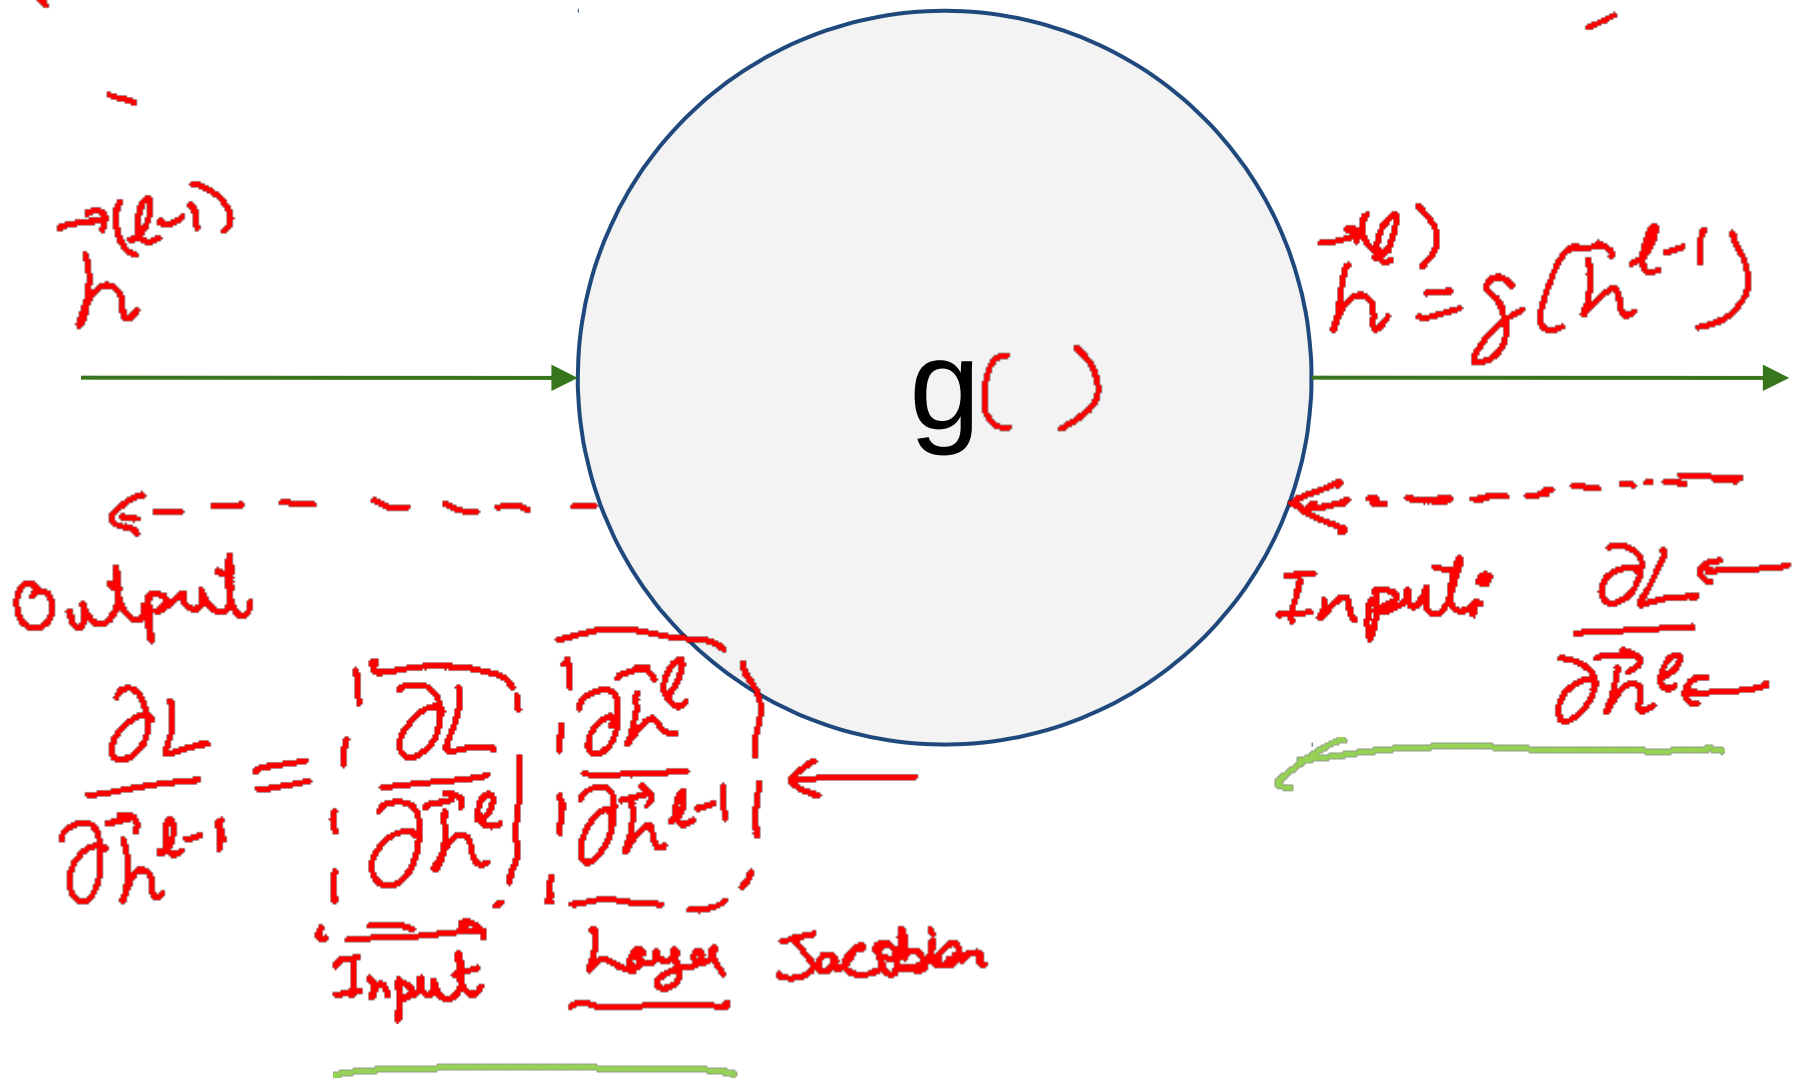 h⃗^(l-1)
h⃗^(l) = g(h⃗^l-1)
g( )
Output
Input:
∂L
∂h⃗^l
∂L/∂h⃗^l-1 = ∂L/∂h⃗^l ∂h⃗^l/∂h⃗^l-1
Input Layer Jacobian